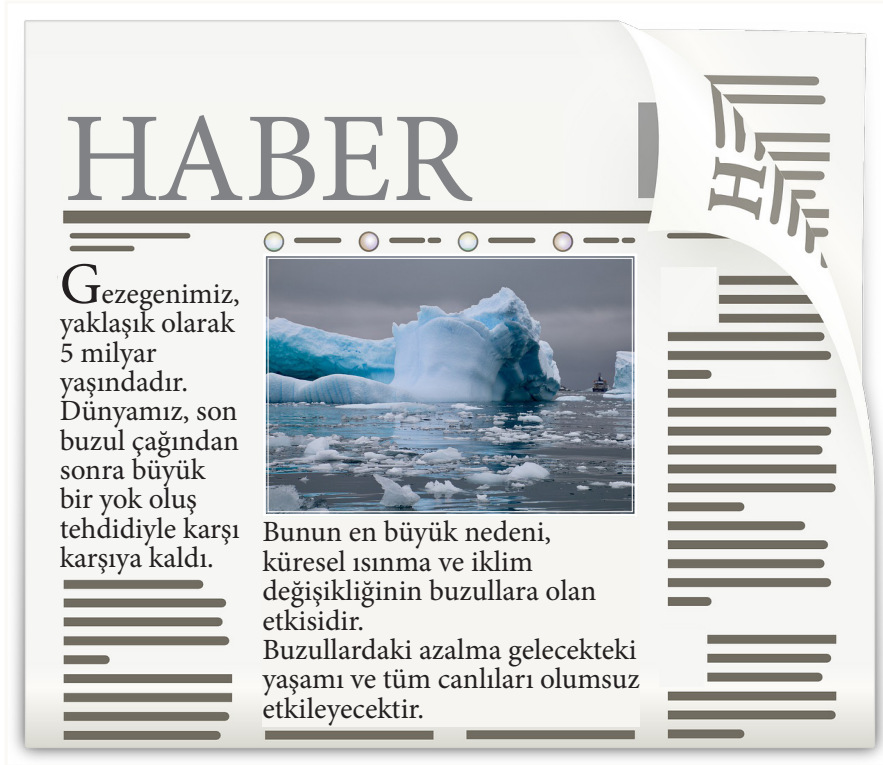 HABER
H
Gezegenimiz,
yaklaşık olarak
5 milyar
yaşındadır.
Dünyamız, son
buzul çağından
sonra büyük
bir yok oluş
tehdidiyle karşı
karşıya kaldı.
Bunun en büyük nedeni,
küresel ısınma ve iklim
değişikliğinin buzullara olan
etkisidir.
Buzullardaki azalma gelecekteki
yaşamı ve tüm canlıları olumsuz
etkileyecektir.